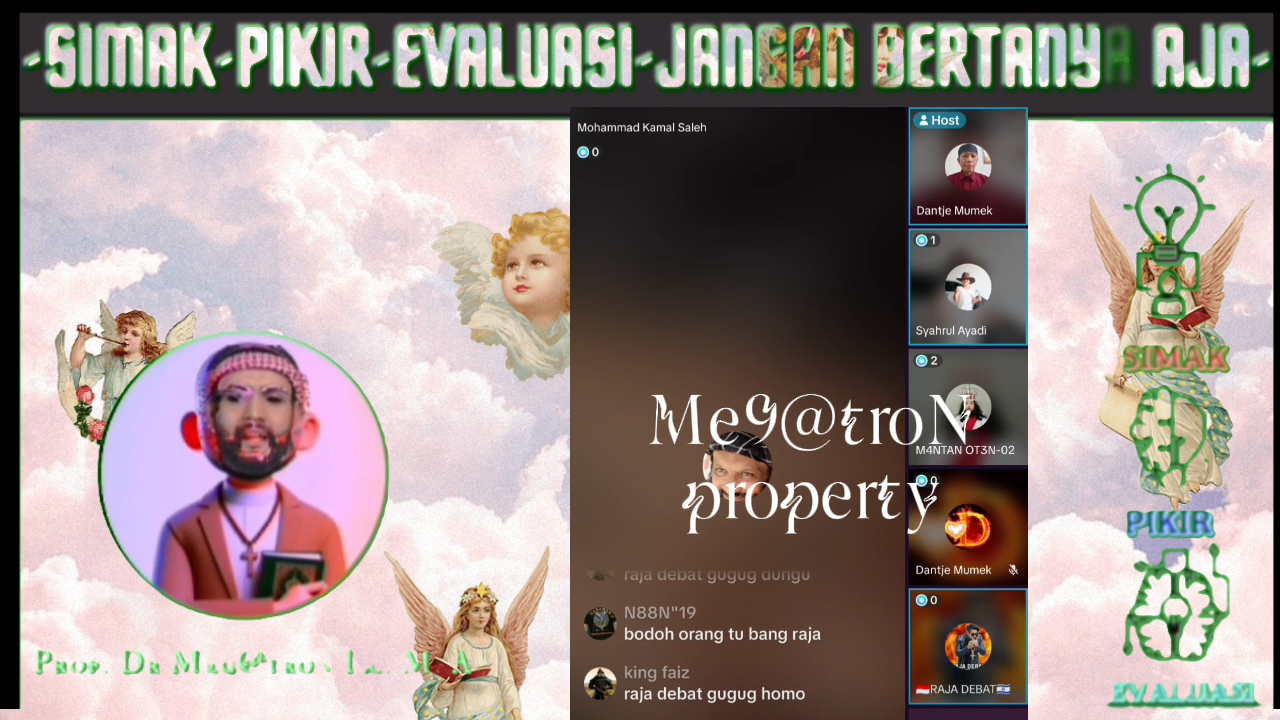 -SIMAK-PIKIR-EVALUASI-JANGAN BERTANYA AJA-
Mohammad Kamal Saleh
0
Host
Dantje Mumek
1
Syahrul Ayadi
2
M4NTAN OT3N-02
Me9@troN
property
0
Dantje Mumek
raja debat gugug dungu
N88N"19
bodoh orang tu bang raja
king faiz
raja debat gugug homo
0
RAJA DEBAT
SIMAK
PIKIR
EVALUASI
Prof. Dr